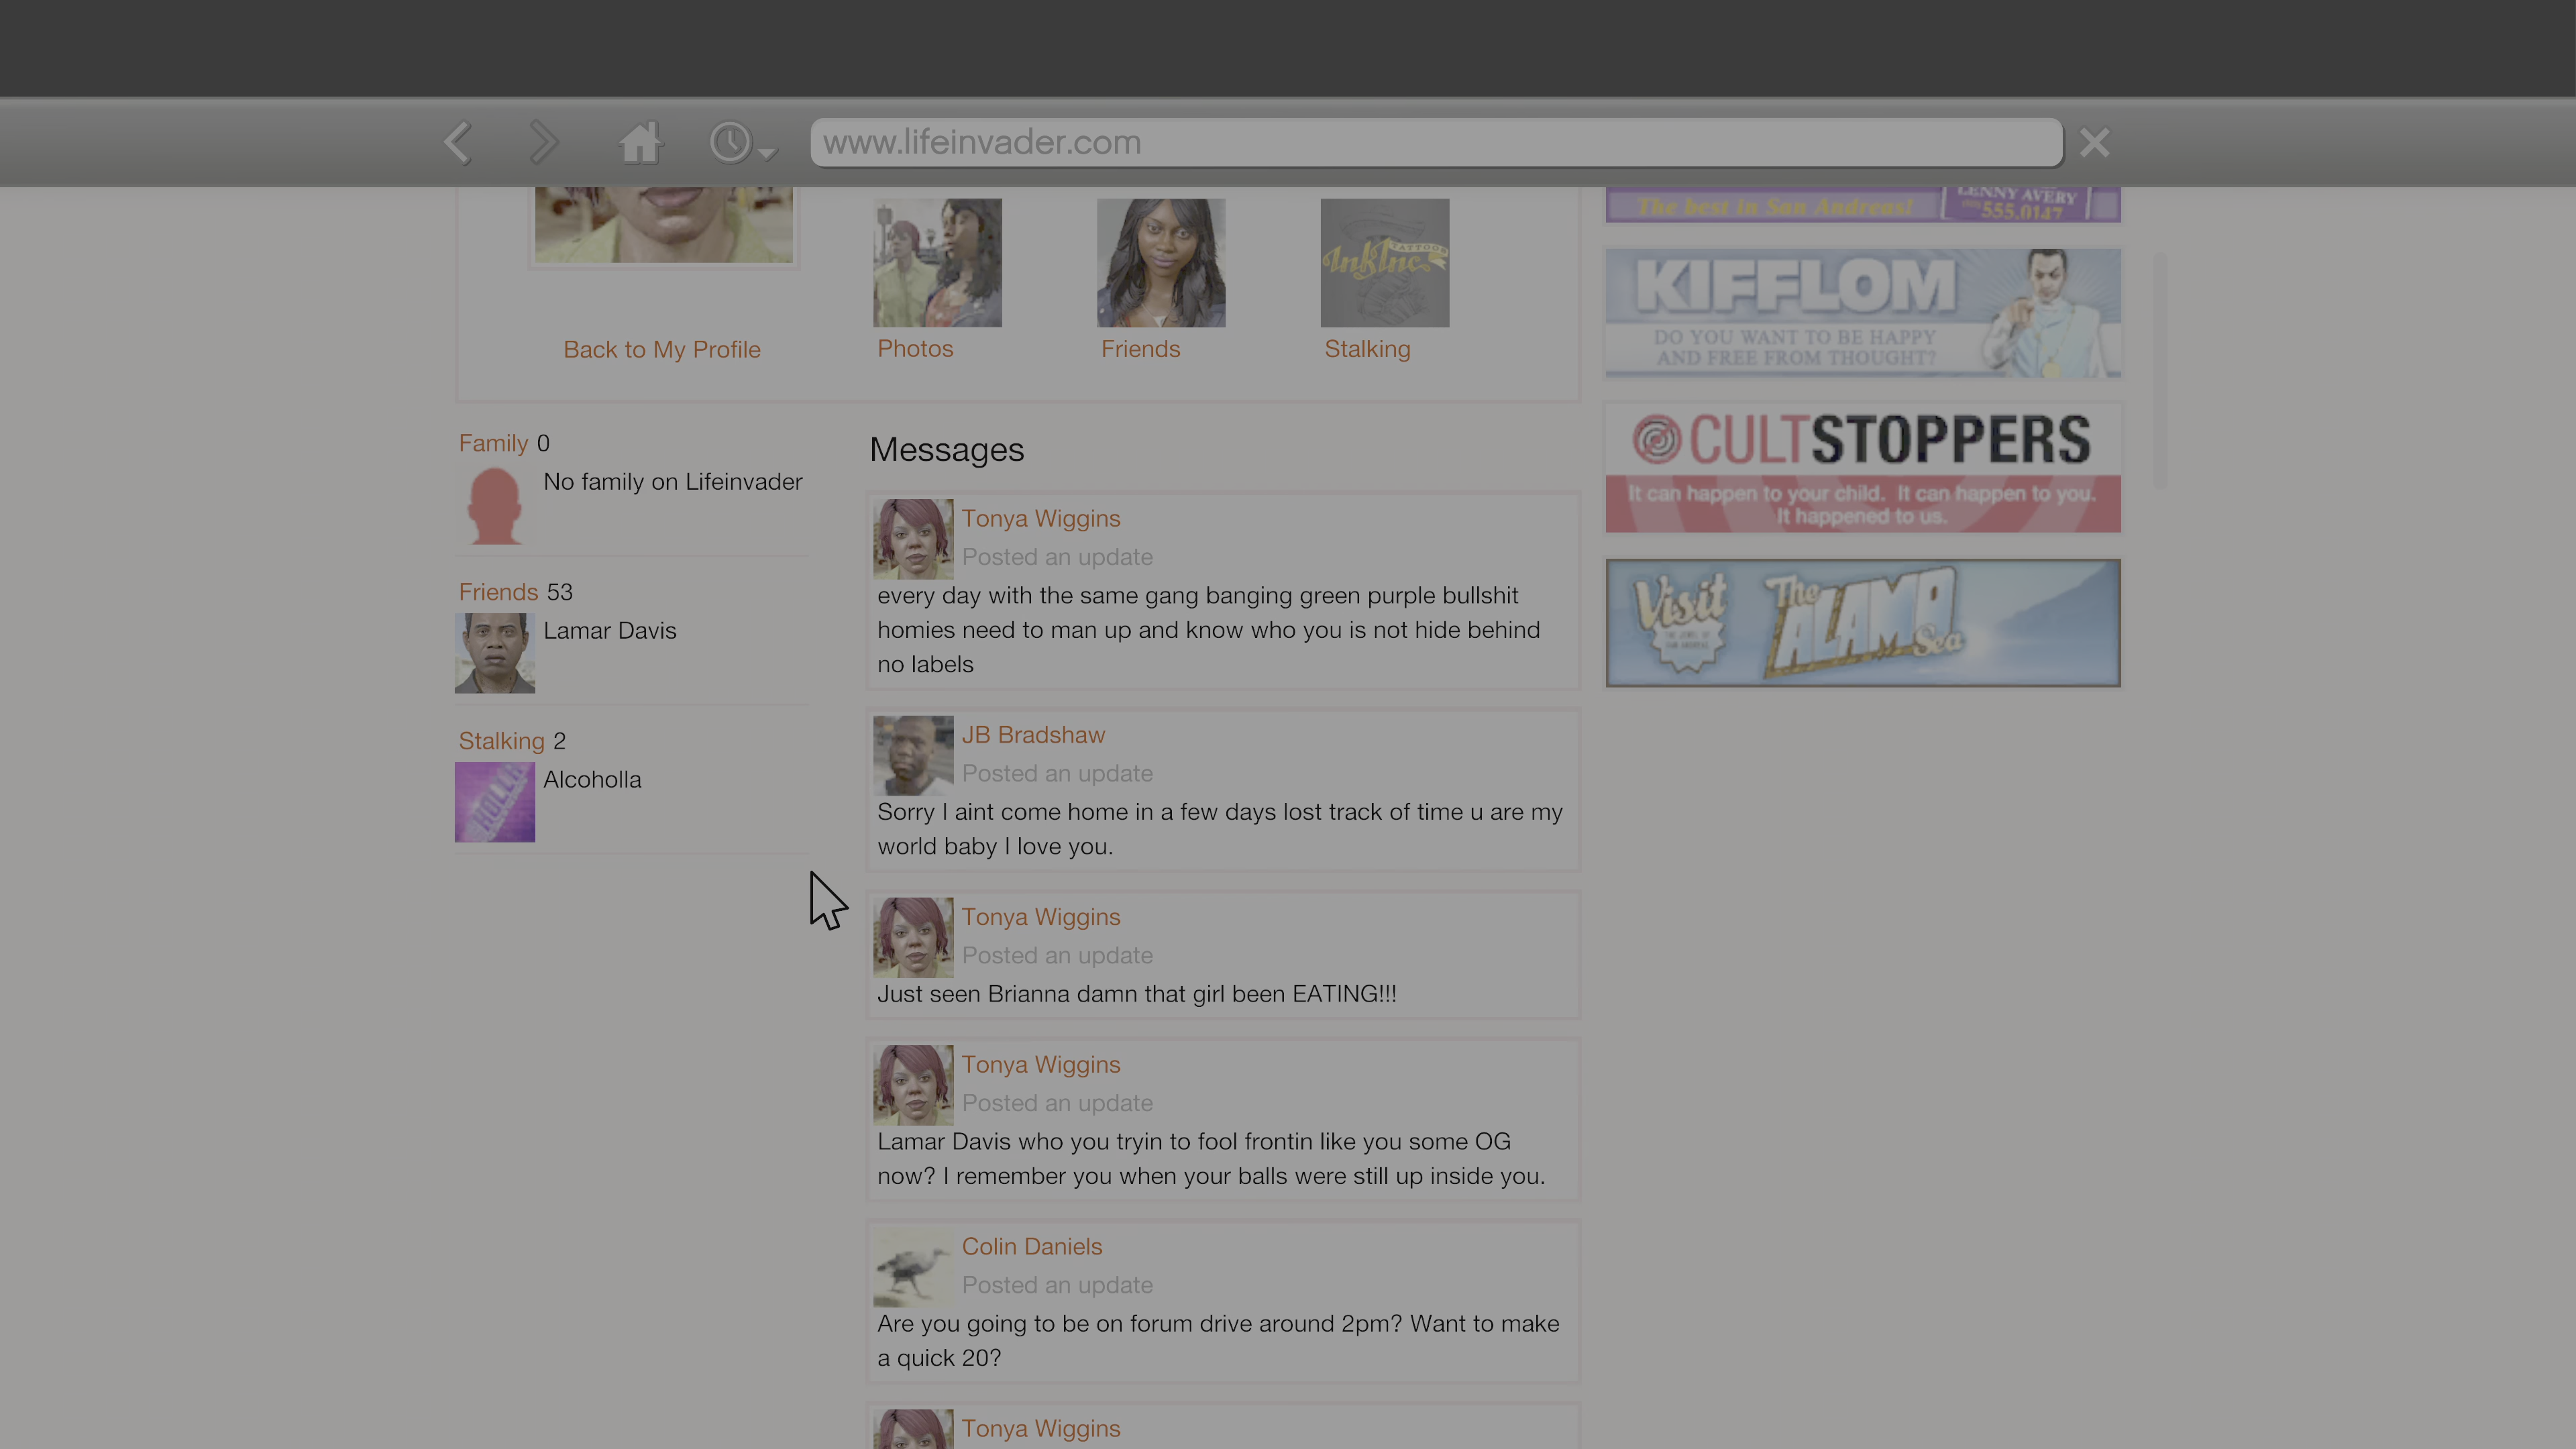 www.lifeinvader.com
The best in San Andreas!
LENNY AVERY
555.0147
Back to My Profile
Photos
Friends
InkInc.
TATTOOS
Stalking
KIFFLOM
DO YOU WANT TO BE HAPPY
AND FREE FROM THOUGHT?
CULTSTOPPERS
It can happen to your child. It can happen to you.
It happened to us.
Visit
The
ALAMO
Sea
Family 0
No family on Lifeinvader
Friends 53
Lamar Davis
Stalking 2
Alcoholla
Messages
Tonya Wiggins
Posted an update
every day with the same gang banging green purple bullshit
homies need to man up and know who you is not hide behind
no labels
JB Bradshaw
Posted an update
Sorry I aint come home in a few days lost track of time u are my
world baby I love you.
Tonya Wiggins
Posted an update
Just seen Brianna damn that girl been EATING!!!
Tonya Wiggins
Posted an update
Lamar Davis who you tryin to fool frontin like you some OG
now? I remember you when your balls were still up inside you.
Colin Daniels
Posted an update
Are you going to be on forum drive around 2pm? Want to make
a quick 20?
Tonya Wiggins